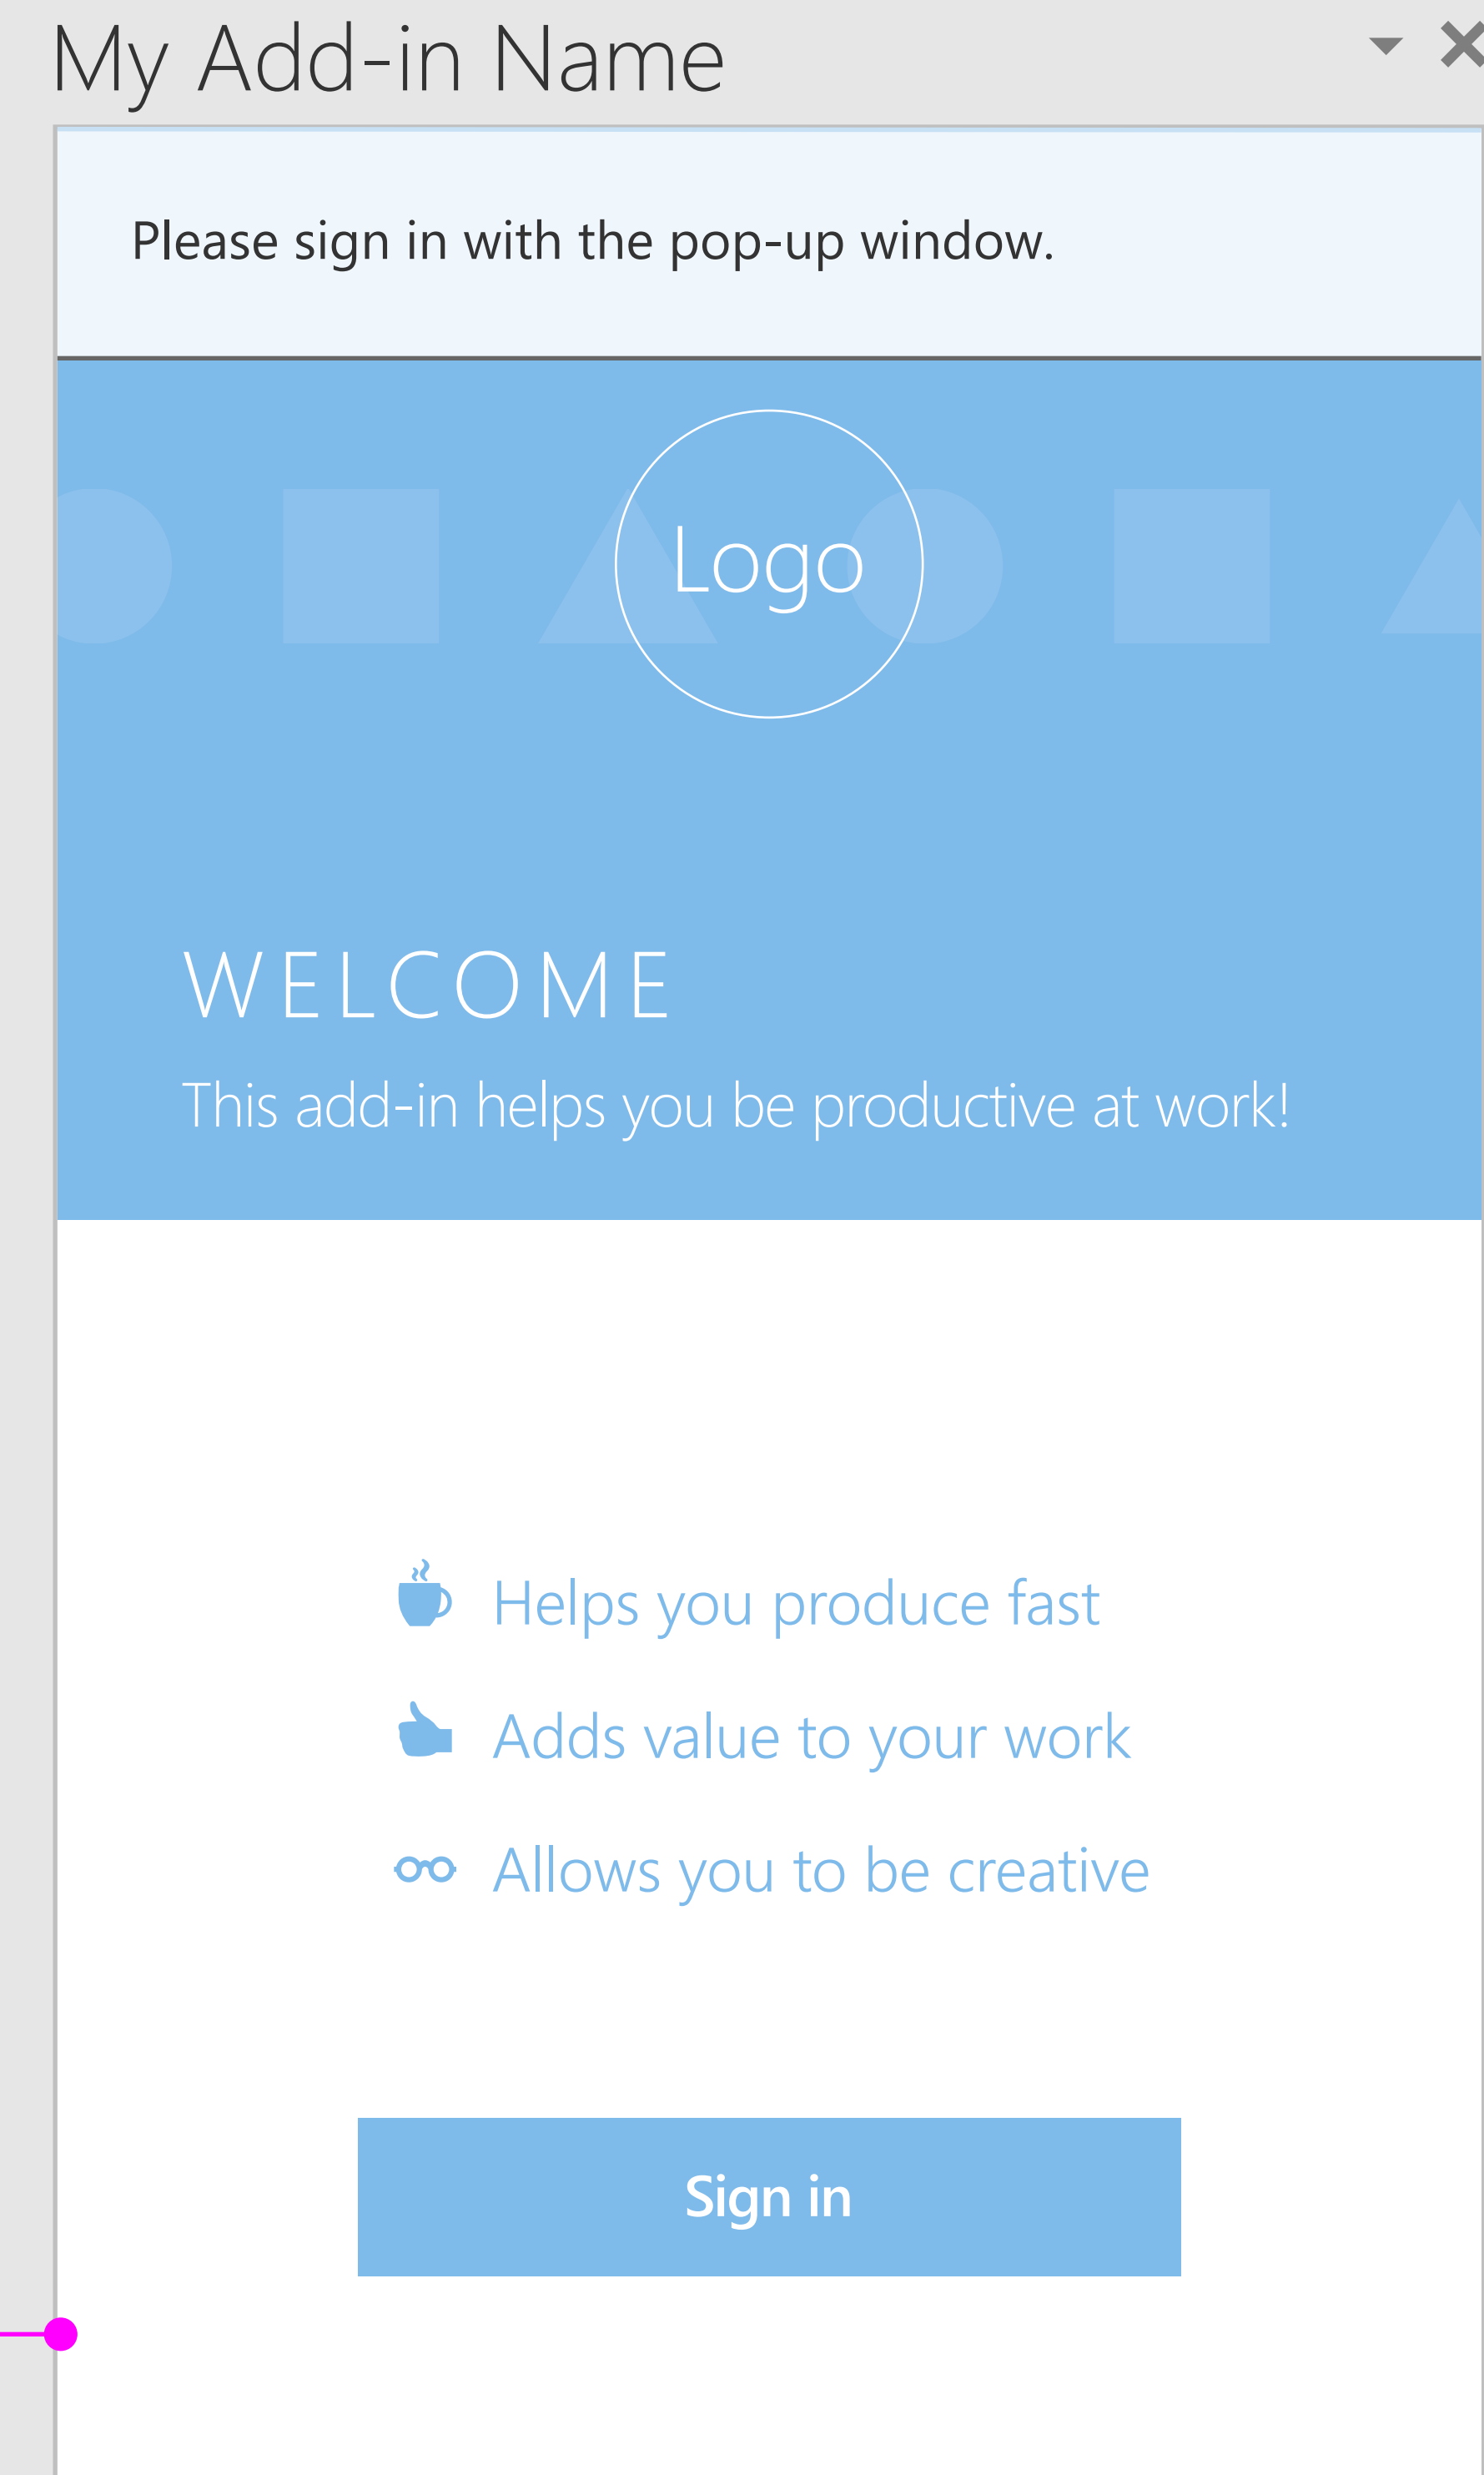 My Add-in Name
Please sign in with the pop-up window.
Logo
WELCOME
This add-in helps you be productive at work!
Helps you produce fast
Adds value to your work
Allows you to be creative
Sign in